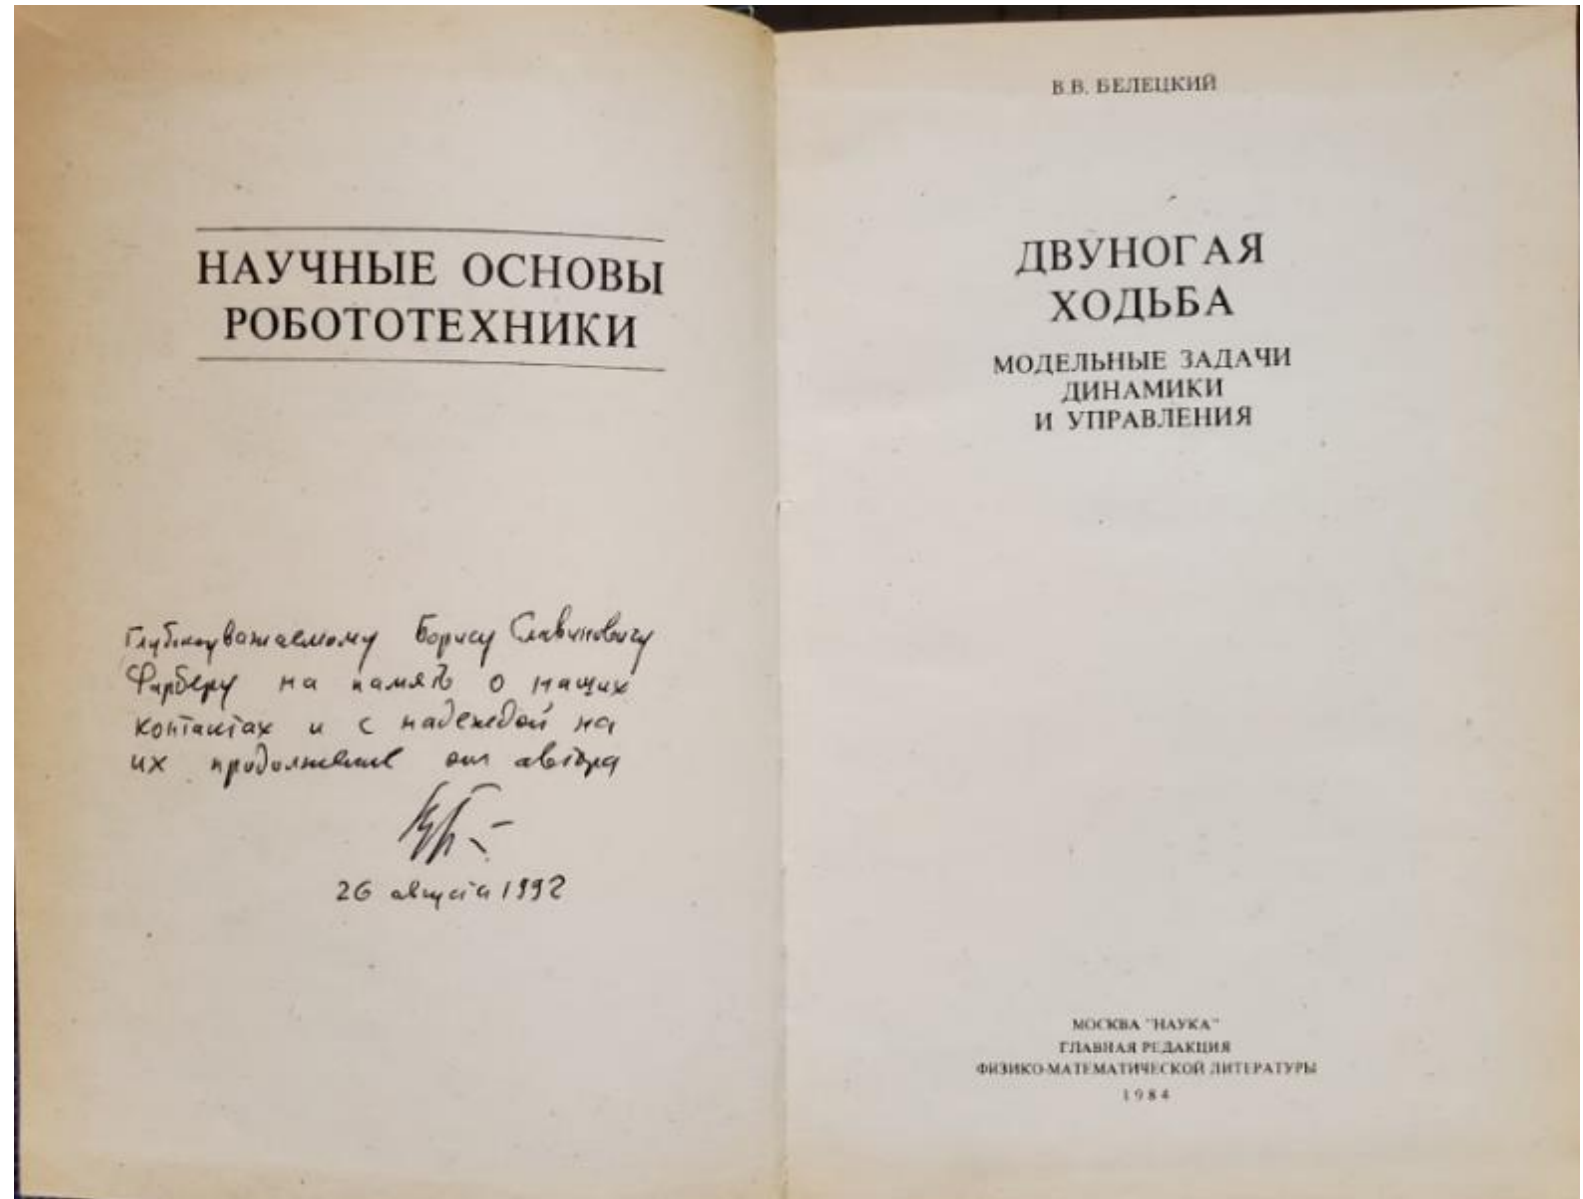 НАУЧНЫЕ ОСНОВЫ
РОБОТОТЕХНИКИ
Глубокоуважаемому Борису Славиновичу
Фарберу на память о наших
контактах и с надеждой на
их продолжение от автора
26 августа 1992
В.В. БЕЛЕЦКИЙ
ДВУНОГАЯ
ХОДЬБА
МОДЕЛЬНЫЕ ЗАДАЧИ
ДИНАМИКИ
И УПРАВЛЕНИЯ
МОСКВА "НАУКА"
ГЛАВНАЯ РЕДАКЦИЯ
ФИЗИКО-МАТЕМАТИЧЕСКОЙ ЛИТЕРАТУРЫ
1984